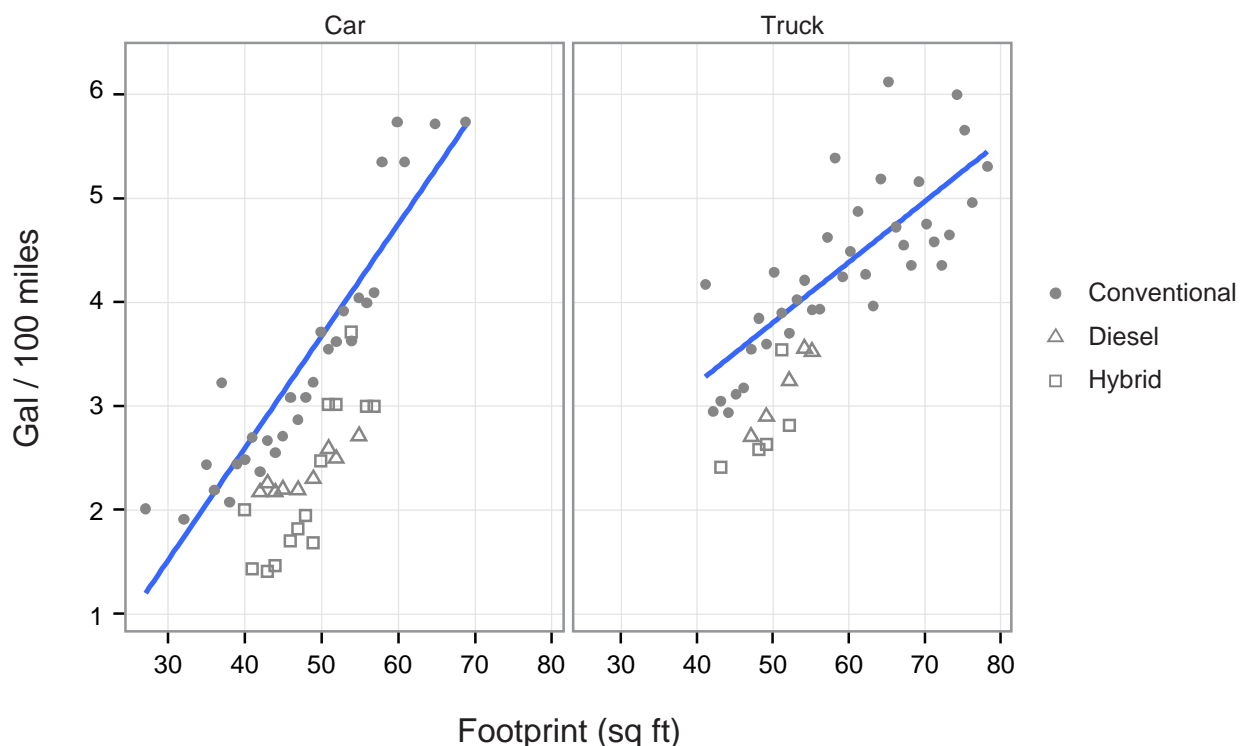 Car
Truck
Gal / 100 miles
6
5
4
3
2
1
30 40 50 60 70 80
30 40 50 60 70 80
Footprint (sq ft)
Conventional
Diesel
Hybrid